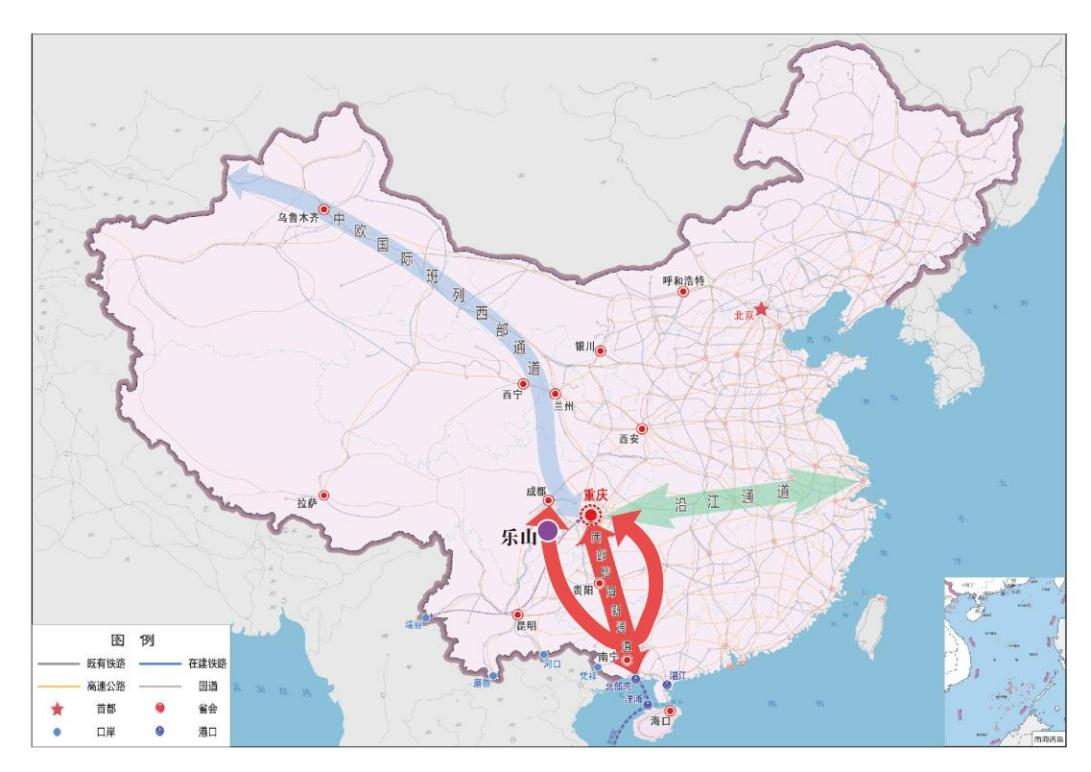 乌鲁木齐
中欧国际班列西部通道
呼和浩特
北京
银川
西宁
兰州
西安
拉萨
成都
重庆
沿江通道
乐山
西部陆海新通道
贵阳
昆明
瑞丽
河口
磨憨
凭祥
南宁
北部湾
湛江
洋浦
海口
图 例
既有铁路
在建铁路
高速公路
国道
首都
省会
口岸
港口
南海诸岛